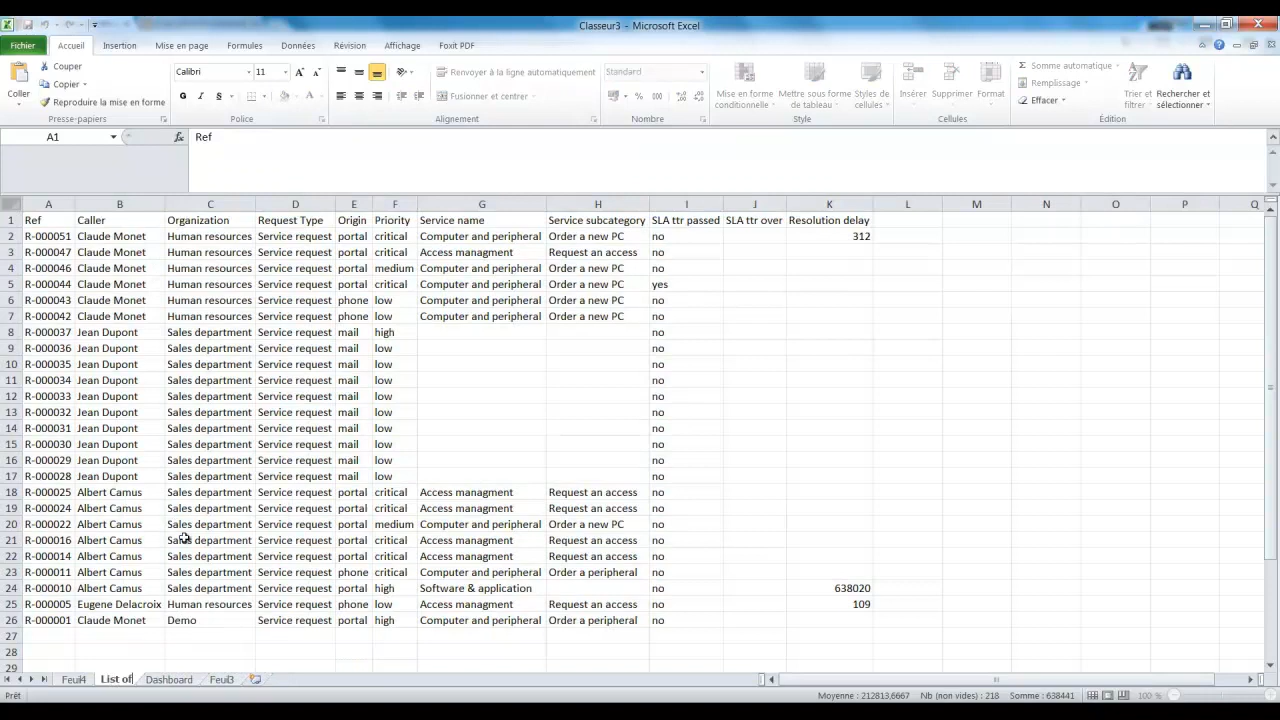 Classeur3 - Microsoft Excel
Fichier Accueil Insertion Mise en page Formules Données Révision Affichage Foxit PDF
Coller
Couper
Copier
Reproduire la mise en forme
Presse-papiers
Calibri 11
G I S
Police
Renvoyer à la ligne automatiquement
Fusionner et centrer
Alignement
Standard
% 000
Nombre
Mise en forme conditionnelle
Mettre sous forme de tableau
Styles de cellules
Style
Insérer Supprimer Format
Cellules
Somme automatique
Remplissage
Effacer
Trier et filtrer
Rechercher et sélectionner
Édition
A1 fx Ref
A B C D E F G H I J K L M N O P Q
1 Ref Caller Organization Request Type Origin Priority Service name Service subcategory SLA ttr passed SLA ttr over Resolution delay
2 R-000051 Claude Monet Human resources Service request portal critical Computer and peripheral Order a new PC no 312
3 R-000047 Claude Monet Human resources Service request portal critical Access managment Request an access no
4 R-000046 Claude Monet Human resources Service request portal medium Computer and peripheral Order a new PC no
5 R-000044 Claude Monet Human resources Service request portal critical Computer and peripheral Order a new PC yes
6 R-000043 Claude Monet Human resources Service request phone low Computer and peripheral Order a new PC no
7 R-000042 Claude Monet Human resources Service request phone low Computer and peripheral Order a new PC no
8 R-000037 Jean Dupont Sales department Service request mail high no
9 R-000036 Jean Dupont Sales department Service request mail low no
10 R-000035 Jean Dupont Sales department Service request mail low no
11 R-000034 Jean Dupont Sales department Service request mail low no
12 R-000033 Jean Dupont Sales department Service request mail low no
13 R-000032 Jean Dupont Sales department Service request mail low no
14 R-000031 Jean Dupont Sales department Service request mail low no
15 R-000030 Jean Dupont Sales department Service request mail low no
16 R-000029 Jean Dupont Sales department Service request mail low no
17 R-000028 Jean Dupont Sales department Service request mail low no
18 R-000025 Albert Camus Sales department Service request portal critical Access managment Request an access no
19 R-000024 Albert Camus Sales department Service request portal critical Access managment Request an access no
20 R-000022 Albert Camus Sales department Service request portal medium Computer and peripheral Order a new PC no
21 R-000016 Albert Camus Sales department Service request portal critical Access managment Request an access no
22 R-000014 Albert Camus Sales department Service request portal critical Access managment Request an access no
23 R-000011 Albert Camus Sales department Service request phone critical Computer and peripheral Order a peripheral no
24 R-000010 Albert Camus Sales department Service request portal high Software & application no 638020
25 R-000005 Eugene Delacroix Human resources Service request phone low Access managment Request an access no 109
26 R-000001 Claude Monet Demo Service request portal high Computer and peripheral Order a peripheral no
27
28
29
Feuil4 List of Dashboard Feuil3
Prêt Moyenne : 212813,6667 Nb (non vides) : 218 Somme : 638441 100 %